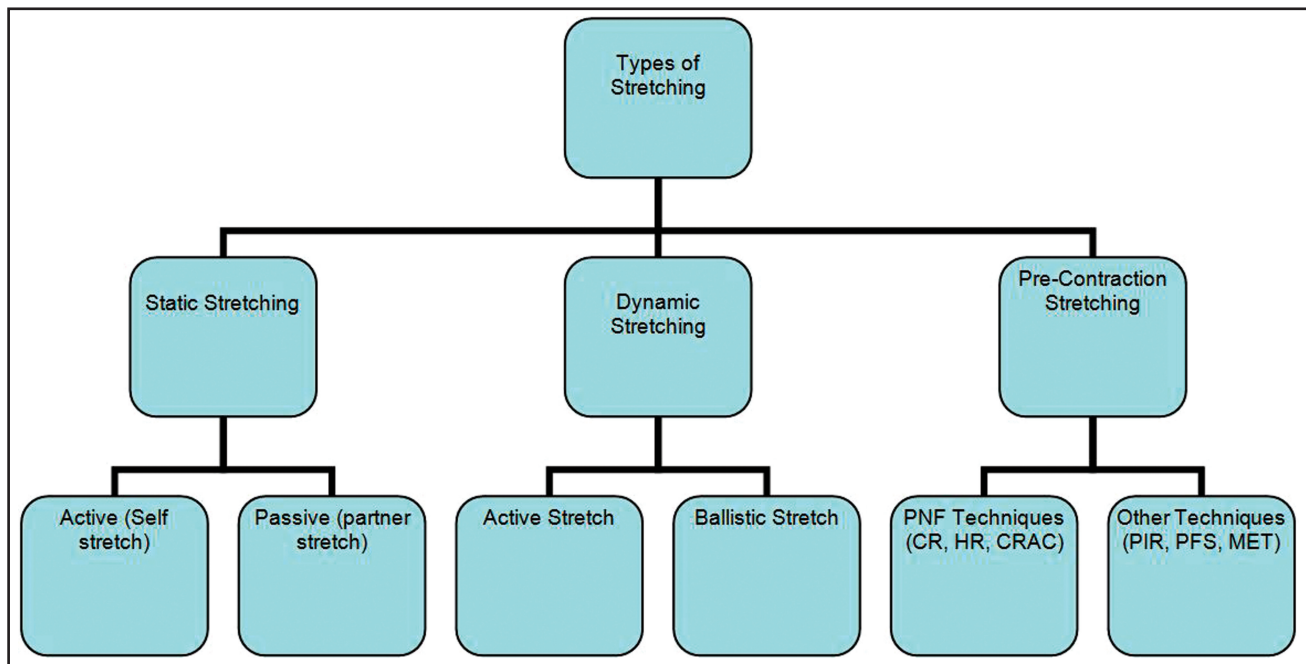 Types of
Stretching
Static Stretching
Dynamic
Stretching
Pre-Contraction
Stretching
Active (Self
stretch)
Passive (partner
stretch)
Active Stretch
Ballistic Stretch
PNF Techniques
(CR, HR, CRAC)
Other Techniques
(PIR, PFS, MET)